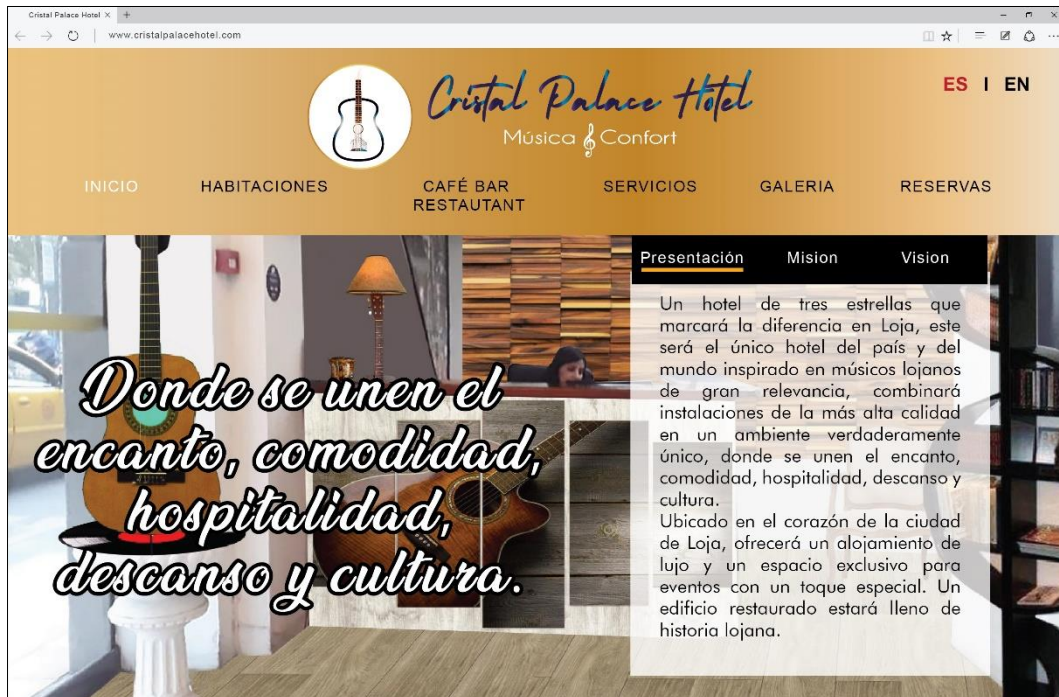 Cristal Palace Hotel
www.cristalpalacehotel.com
Cristal Palace Hotel
Música & Confort
ES I EN
INICIO
HABITACIONES
CAFÉ BAR
RESTAUTANT
SERVICIOS
GALERIA
RESERVAS
Presentación
Mision
Vision
Donde se unen el
encanto, comodidad,
hospitalidad,
descanso y cultura.
Un hotel de tres estrellas que
marcará la diferencia en Loja, este
será el único hotel del país y del
mundo inspirado en músicos lojanos
de gran relevancia, combinará
instalaciones de la más alta calidad
en un ambiente verdaderamente
único, donde se unen el encanto,
comodidad, hospitalidad, descanso y
cultura.
Ubicado en el corazón de la ciudad
de Loja, ofrecerá un alojamiento de
lujo y un espacio exclusivo para
eventos con un toque especial. Un
edificio restaurado estará lleno de
historia lojana.